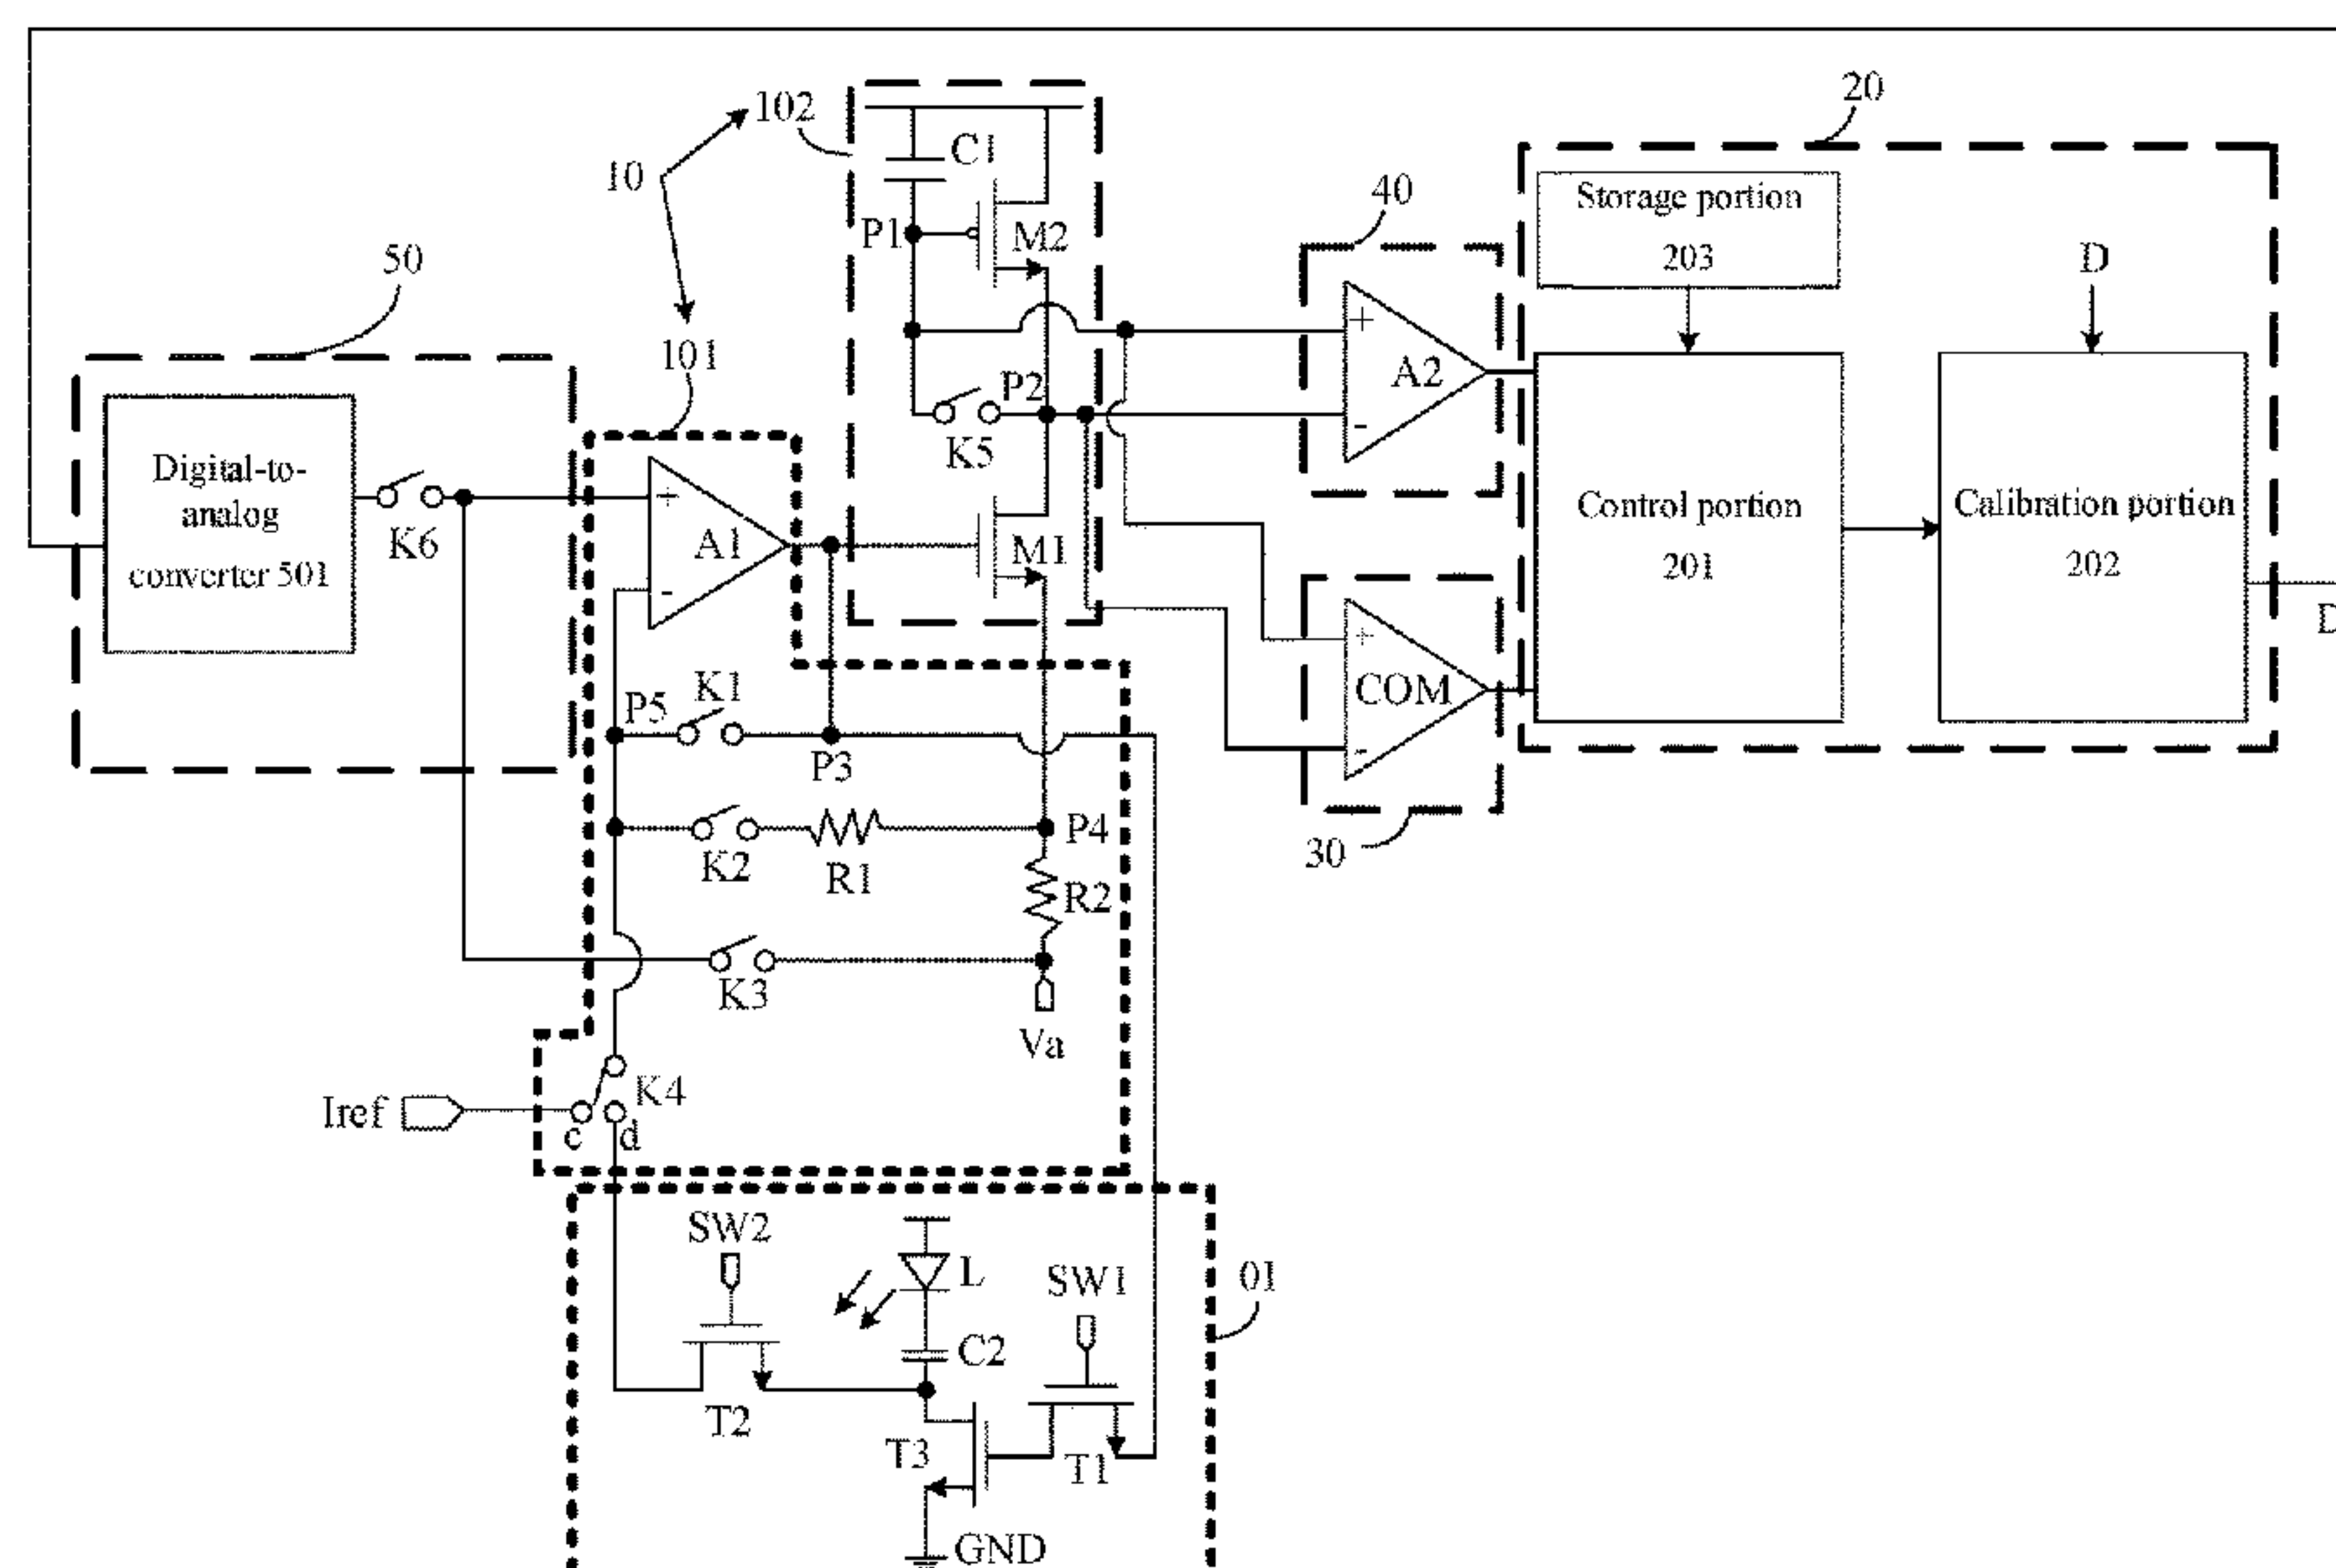 102
20
10
C1
40
Storage portion
203
P1
M2
D
50
+
101
A2
P2
-
K5
Digital-to-
analog
converter 501
K6
+
A1
-
M1
Control portion
201
Calibration portion
202
D
+
COM
-
30
P5
K1
P3
K2
R1
P4
R2
K3
Va
K4
Iref
c
d
SW2
L
SW1
01
C2
T2
T3
T1
GND